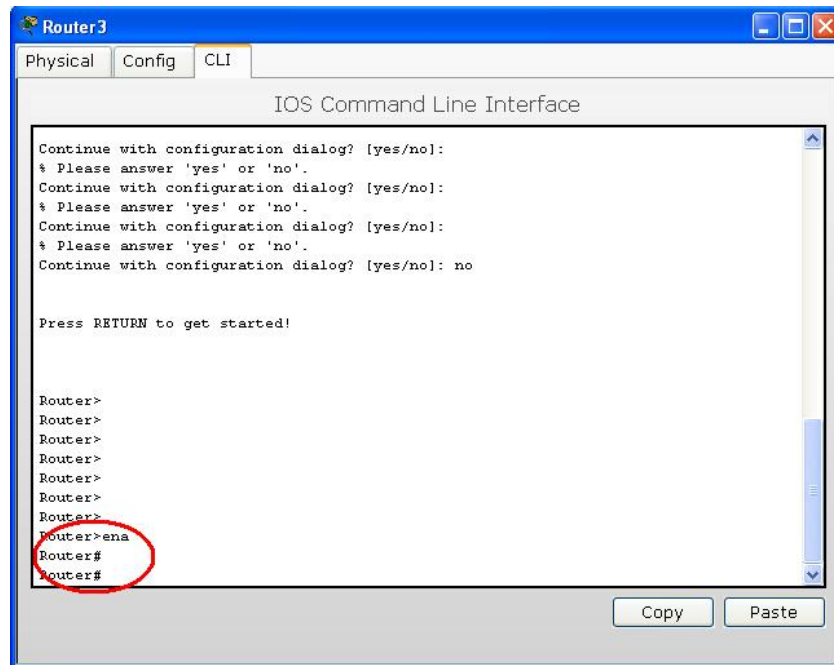 Router3
Physical Config CLI
IOS Command Line Interface
Continue with configuration dialog? [yes/no]:
% Please answer 'yes' or 'no'.
Continue with configuration dialog? [yes/no]:
% Please answer 'yes' or 'no'.
Continue with configuration dialog? [yes/no]:
% Please answer 'yes' or 'no'.
Continue with configuration dialog? [yes/no]: no
Press RETURN to get started!
Router>
Router>
Router>
Router>
Router>
Router>
Router>
Router>ena
Router#
Router#
Copy Paste